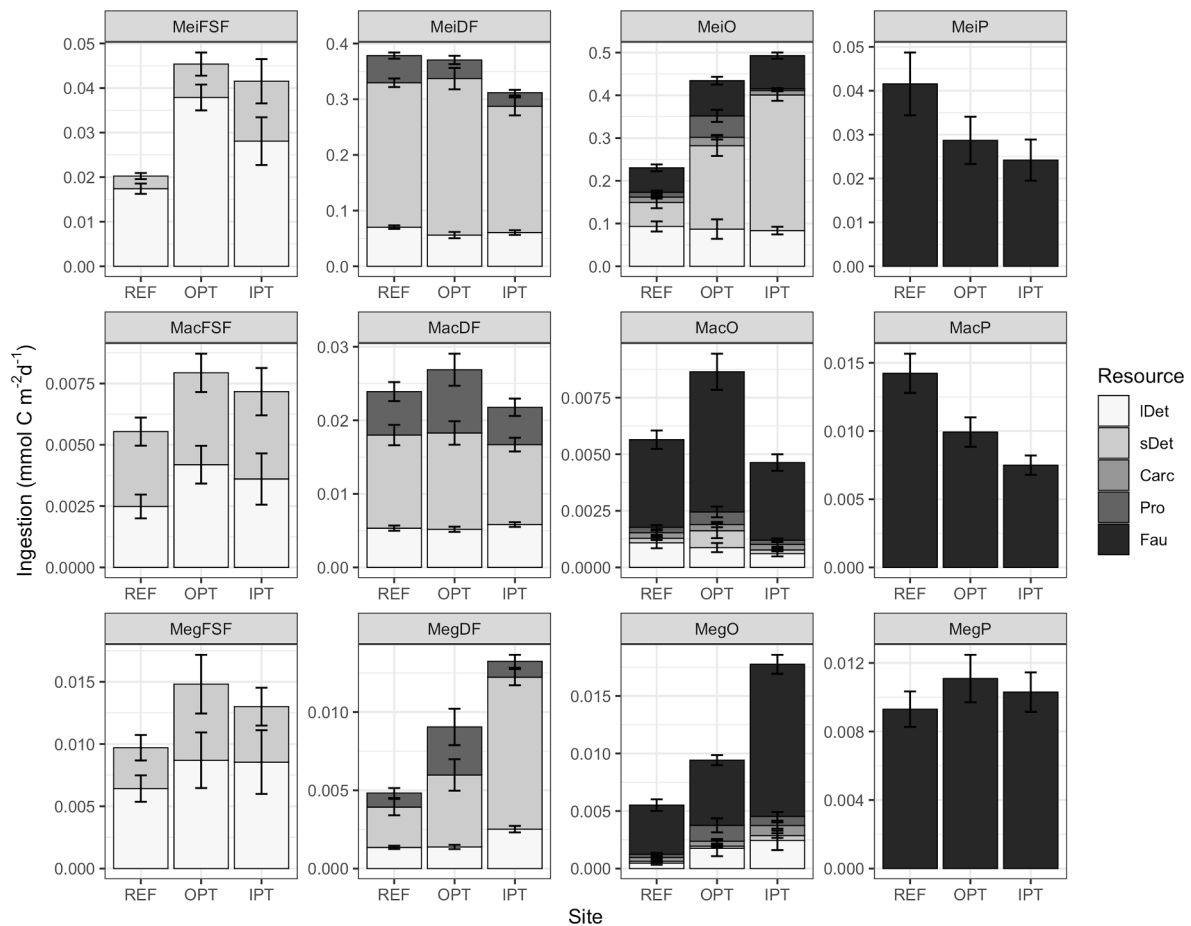 MeiFSF MeiDF MeiO MeiP
0.05 0.4 0.5 0.05
0.04 0.3 0.4 0.04
0.03 0.2 0.3 0.03
0.02 0.1 0.2 0.02
0.01 0.0 0.1 0.01
0.00 0.0 0.00
REF OPT IPT REF OPT IPT REF OPT IPT REF OPT IPT
MacFSF MacDF MacO MacP
0.0075 0.03 0.0075 0.015
0.0050 0.02 0.0050 0.010
0.0025 0.01 0.0025 0.005
0.0000 0.00 0.0000 0.000
REF OPT IPT REF OPT IPT REF OPT IPT REF OPT IPT
MegFSF MegDF MegO MegP
0.015 0.010 0.015 0.012
0.010 0.005 0.010 0.008
0.005 0.000 0.005 0.004
0.000 0.000 0.000
REF OPT IPT REF OPT IPT REF OPT IPT REF OPT IPT
Ingestion (mmol C m⁻²d⁻¹)
Site
Resource
lDet
sDet
Carc
Pro
Fau